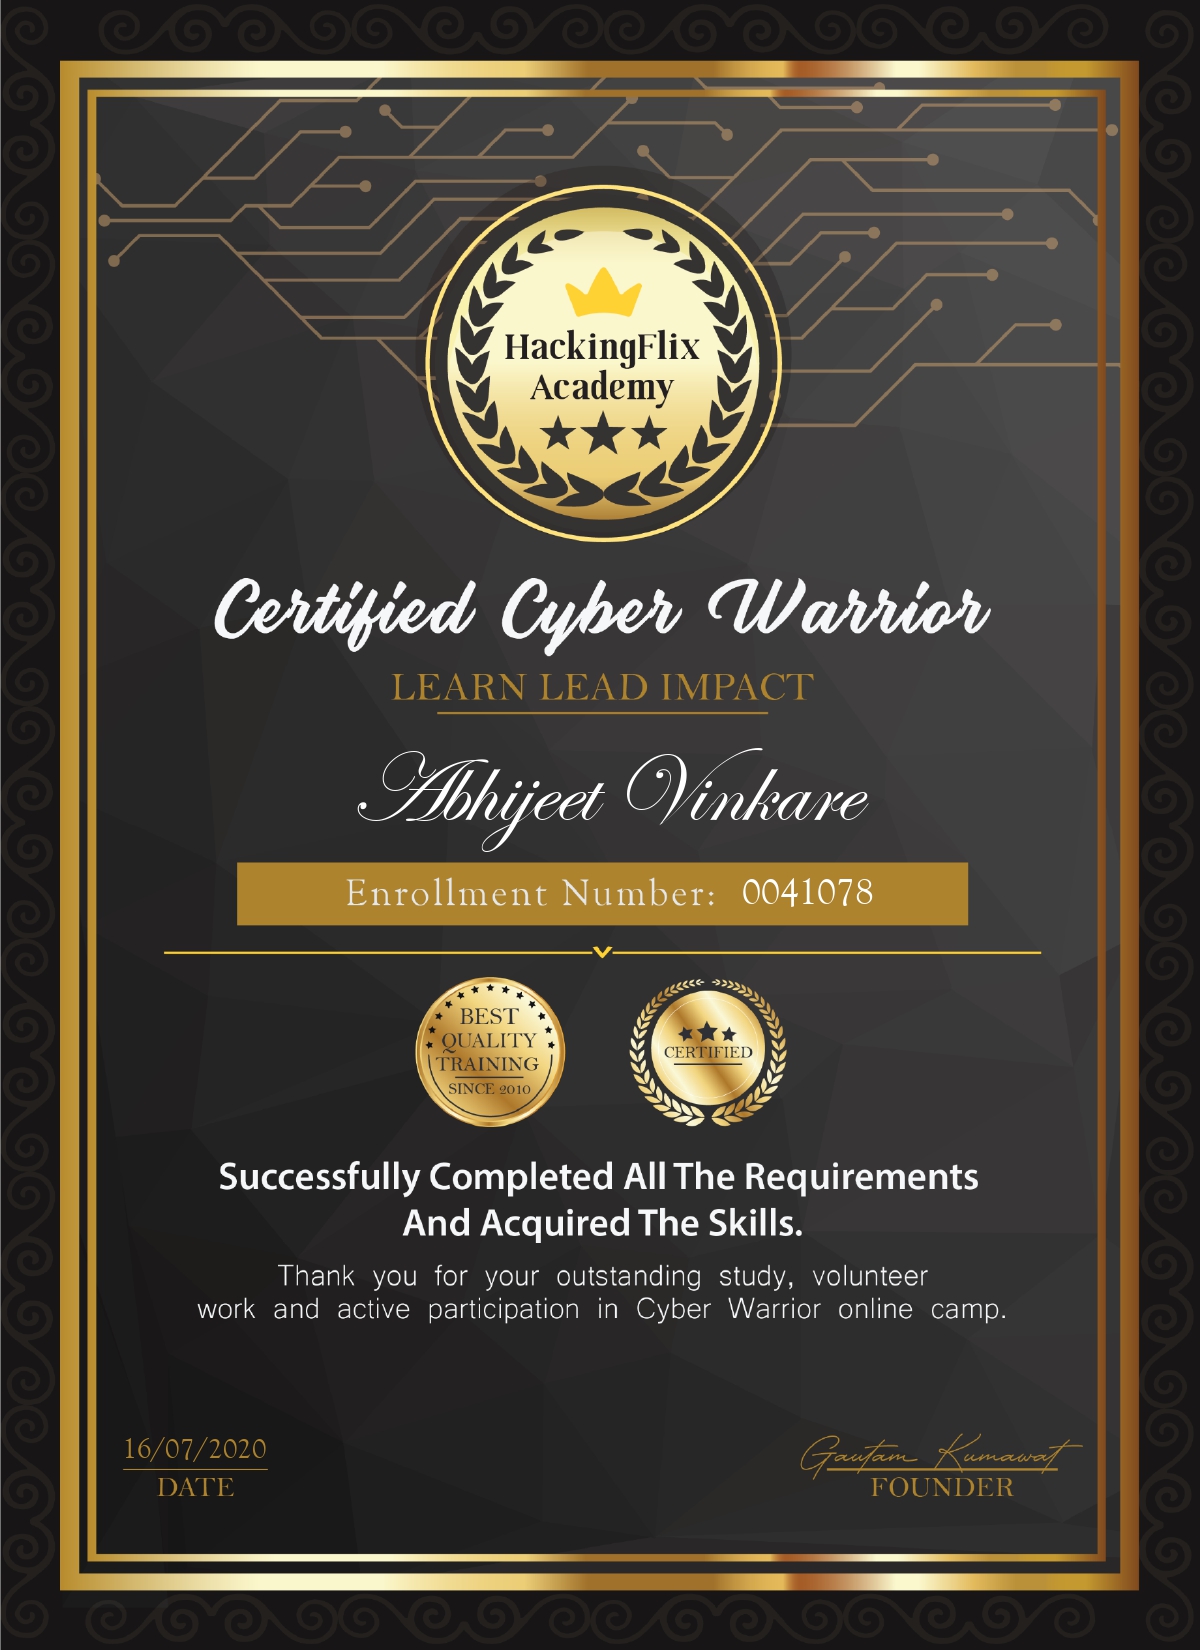 HackingFlix
Academy
Certified Cyber Warrior
LEARN LEAD IMPACT
Abhijeet Vinkare
Enrollment Number: 0041078
BEST
QUALITY
TRAINING
SINCE 2010
CERTIFIED
Successfully Completed All The Requirements
And Acquired The Skills.
Thank you for your outstanding study, volunteer
work and active participation in Cyber Warrior online camp.
16/07/2020
DATE
Gautam Kumawat
FOUNDER